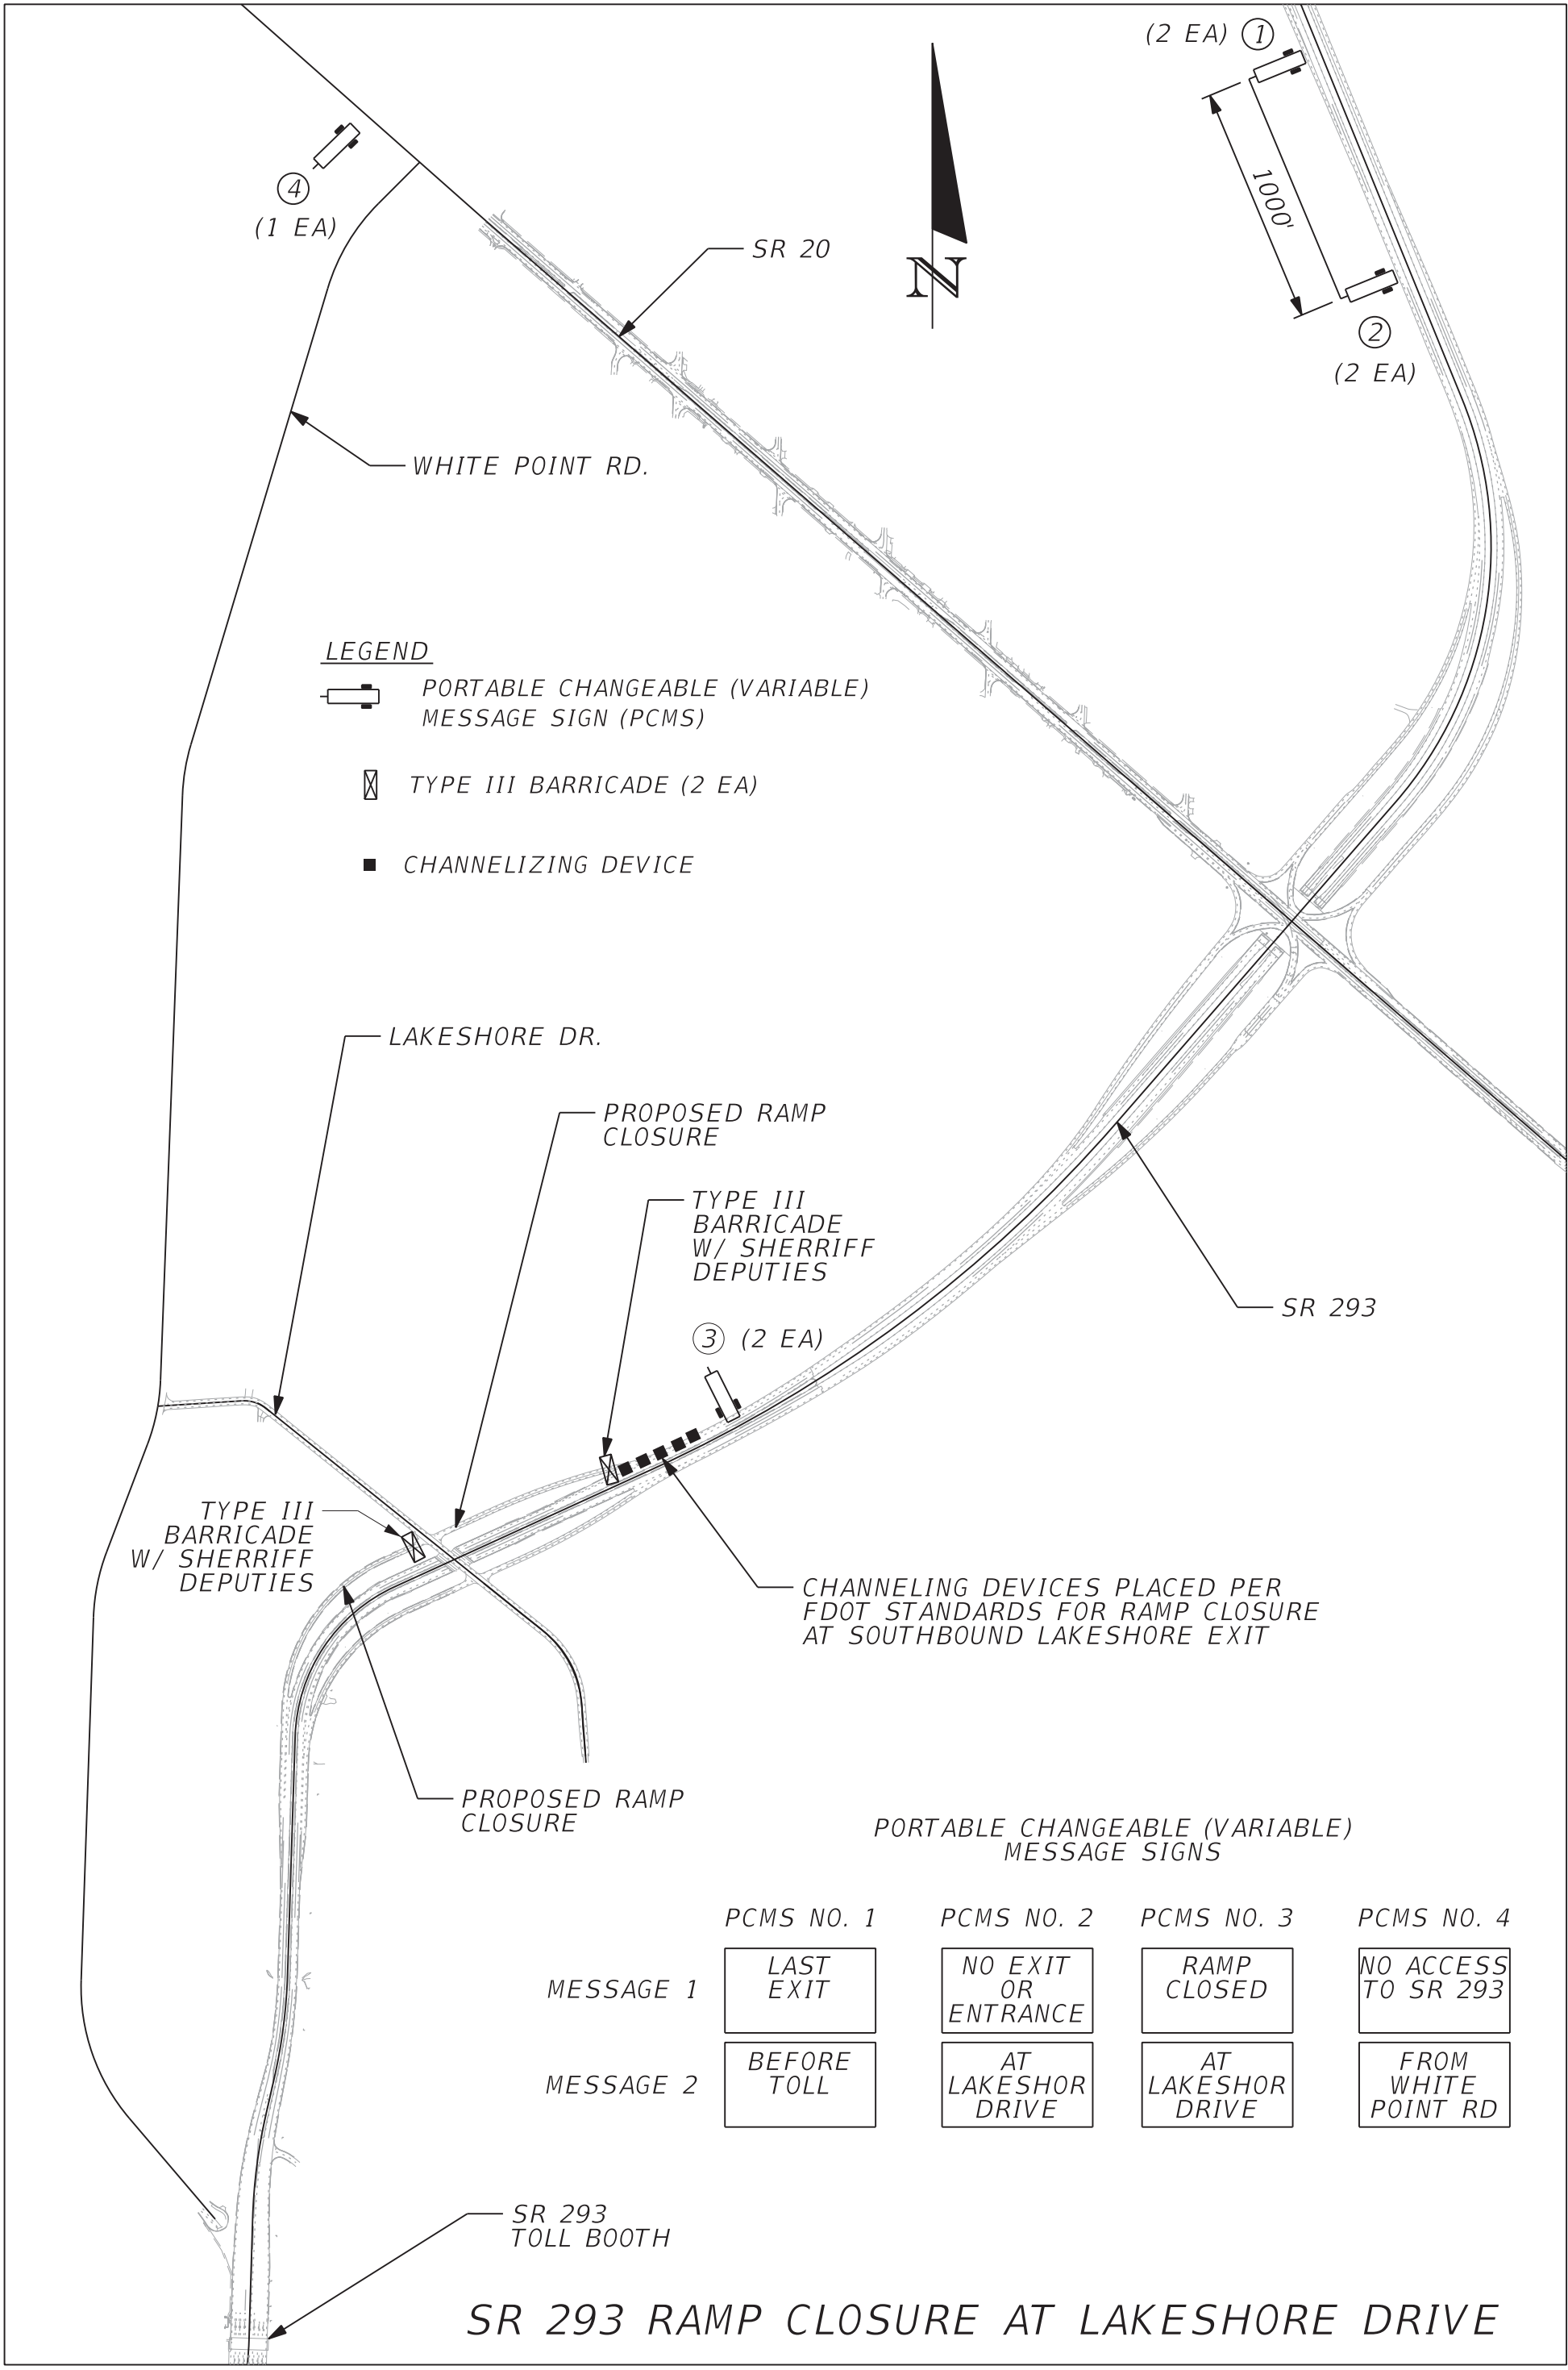 (2 EA) 1
4
(1 EA)
1000'
SR 20
N
2
(2 EA)
WHITE POINT RD.
LEGEND
PORTABLE CHANGEABLE (VARIABLE)
MESSAGE SIGN (PCMS)
TYPE III BARRICADE (2 EA)
CHANNELIZING DEVICE
LAKESHORE DR.
PROPOSED RAMP
CLOSURE
TYPE III
BARRICADE
W/ SHERRIFF
DEPUTIES
SR 293
3 (2 EA)
TYPE III
BARRICADE
W/ SHERRIFF
DEPUTIES
CHANNELING DEVICES PLACED PER
FDOT STANDARDS FOR RAMP CLOSURE
AT SOUTHBOUND LAKESHORE EXIT
PROPOSED RAMP
CLOSURE
PORTABLE CHANGEABLE (VARIABLE)
MESSAGE SIGNS
PCMS NO. 1 PCMS NO. 2 PCMS NO. 3 PCMS NO. 4
MESSAGE 1
LAST
EXIT
NO EXIT
OR
ENTRANCE
RAMP
CLOSED
NO ACCESS
TO SR 293
MESSAGE 2
BEFORE
TOLL
AT
LAKESHOR
DRIVE
AT
LAKESHOR
DRIVE
FROM
WHITE
POINT RD
SR 293
TOLL BOOTH
SR 293 RAMP CLOSURE AT LAKESHORE DRIVE